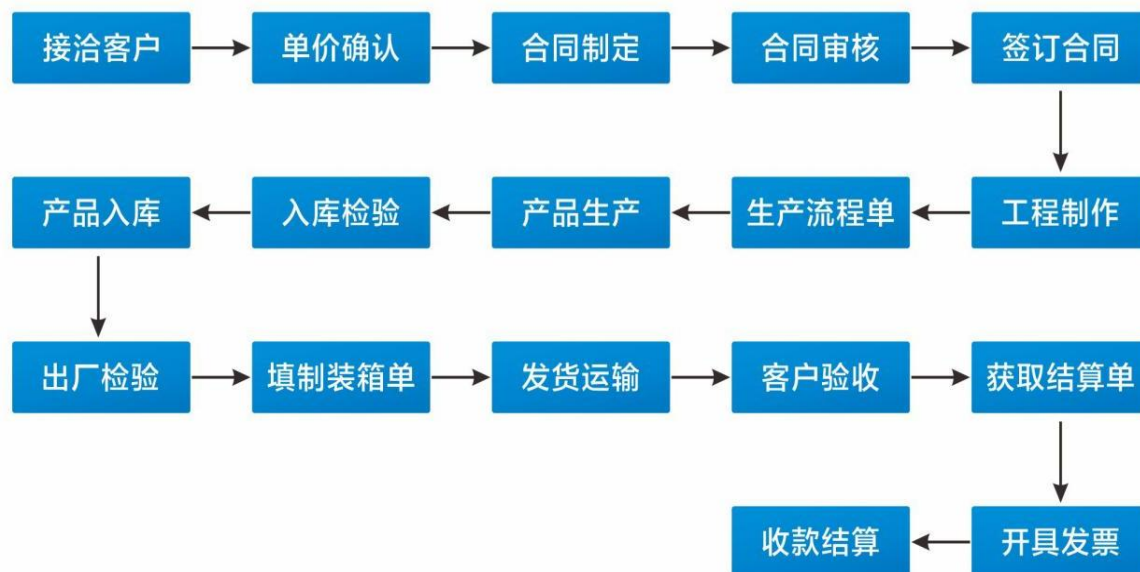 接洽客户
单价确认
合同制定
合同审核
签订合同
工程制作
生产流程单
产品生产
入库检验
产品入库
出厂检验
填制装箱单
发货运输
客户验收
获取结算单
开具发票
收款结算